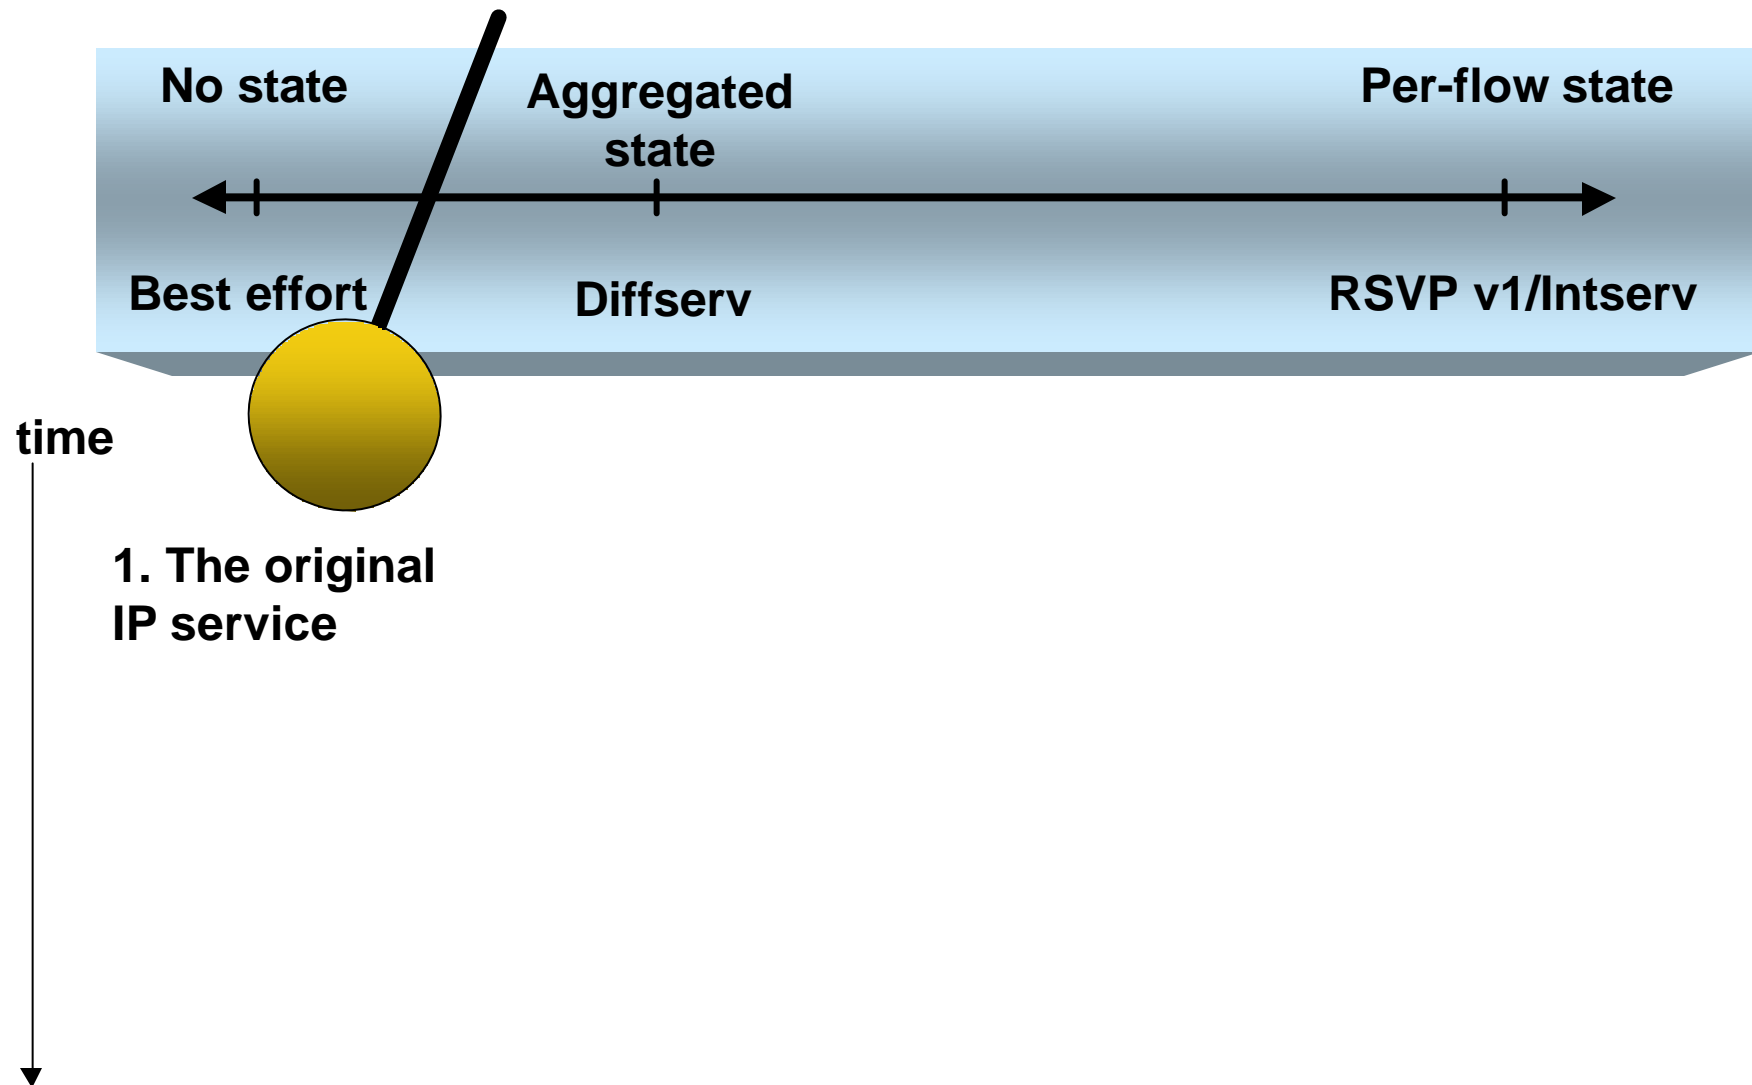 No state
Aggregated
state
Per-flow state
Best effort
Diffserv
RSVP v1/Intserv
time
1. The original
IP service